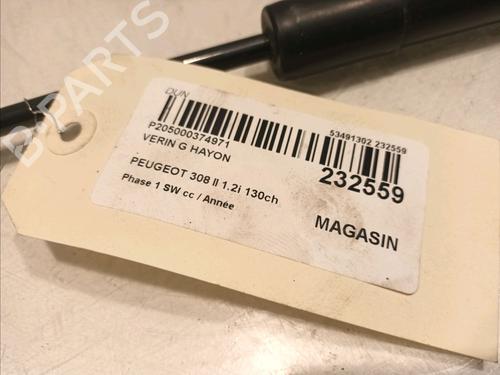 DUN
P205000374971
VERIN G HAYON
PEUGEOT 308 II 1.2i 130ch
Phase 1 SW cc / Année
53491302 232559
232559
MAGASIN
B-PARTS